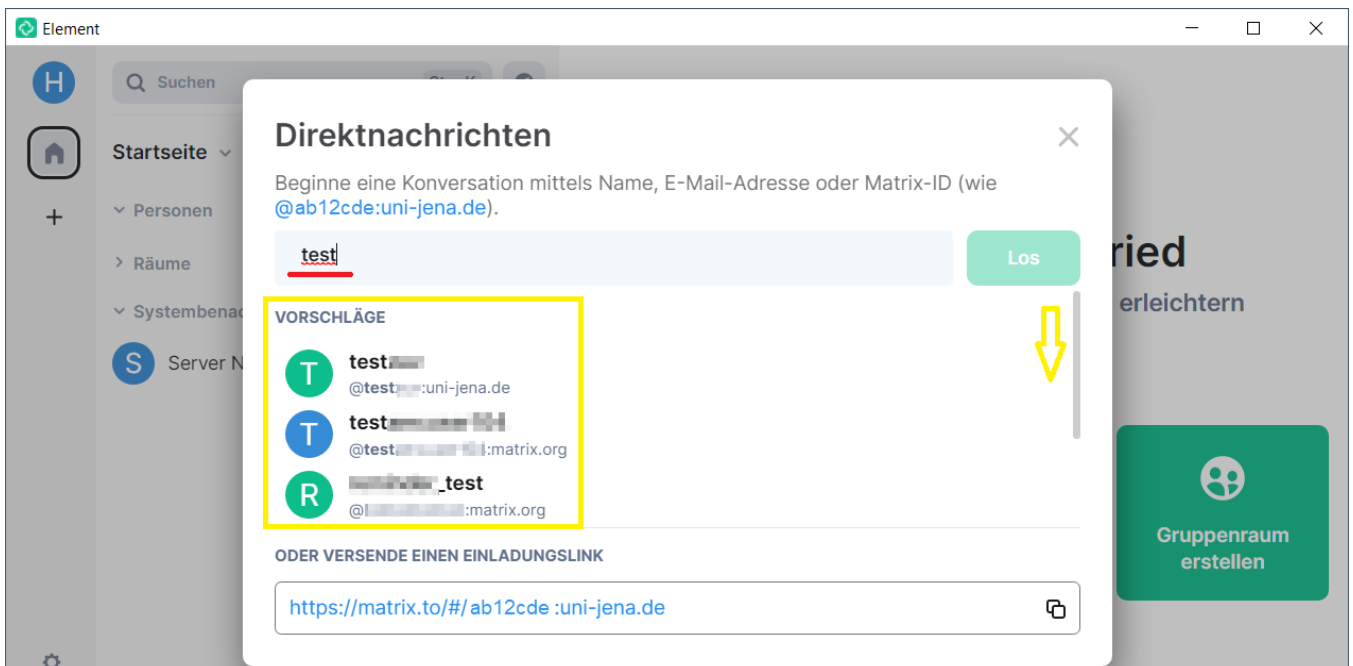 Element
H
Suchen
Direktnachrichten
Startseite
Beginne eine Konversation mittels Name, E-Mail-Adresse oder Matrix-ID (wie
@ab12cde:uni-jena.de).
Personen
test
Los
ried
Räume
erleichtern
VORSCHLÄGE
Systembenac
T
test
@test :uni-jena.de
S
Server N
T
test
@test :matrix.org
R
_test
@ :matrix.org
Gruppenraum
erstellen
ODER VERSENDE EINEN EINLADUNGSLINK
https://matrix.to/#/ab12cde :uni-jena.de